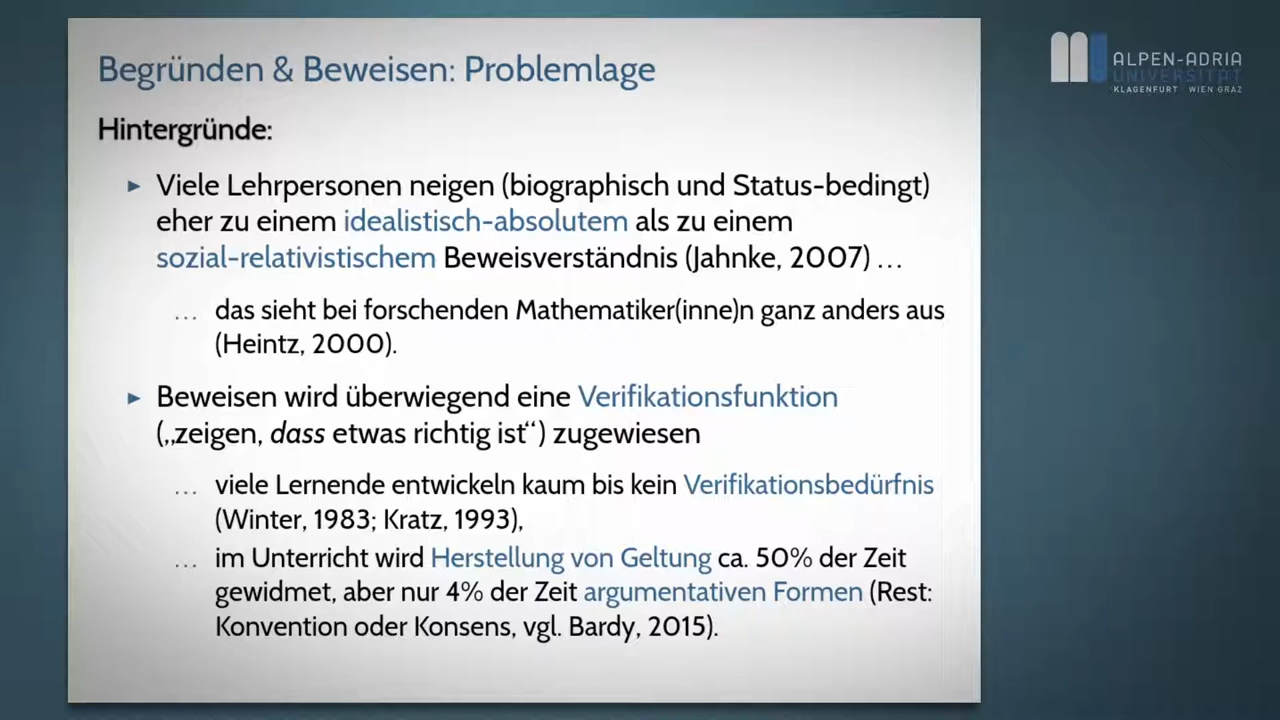 Begründen & Beweisen: Problemlage
Hintergründe:
► Viele Lehrpersonen neigen (biographisch und Status-bedingt)
eher zu einem idealistisch-absolutem als zu einem
sozial-relativistischem Beweisverständnis (Jahnke, 2007) …
… das sieht bei forschenden Mathematiker(inne)n ganz anders aus
(Heintz, 2000).
► Beweisen wird überwiegend eine Verifikationsfunktion
(„zeigen, dass etwas richtig ist“) zugewiesen
… viele Lernende entwickeln kaum bis kein Verifikationsbedürfnis
(Winter, 1983; Kratz, 1993),
… im Unterricht wird Herstellung von Geltung ca. 50% der Zeit
gewidmet, aber nur 4% der Zeit argumentativen Formen (Rest:
Konvention oder Konsens, vgl. Bardy, 2015).
ALPEN-ADRIA
UNIVERSITÄT
KLAGENFURT | WIEN GRAZ